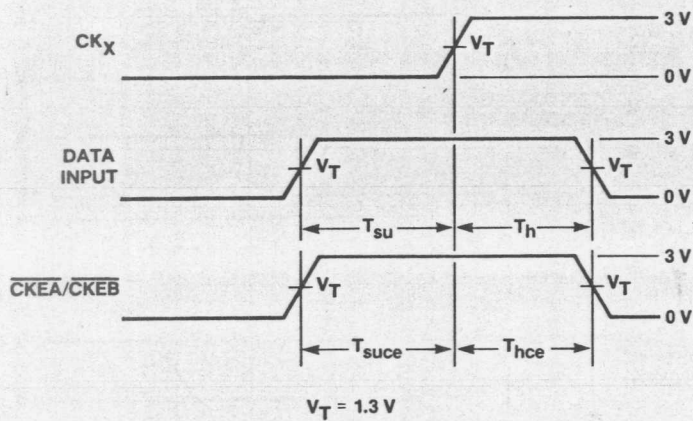 CKX
VT
3 V
0 V
DATA
INPUT
VT
VT
3 V
0 V
Tsu
Th
CKEA/CKEB
VT
VT
3 V
0 V
Tsuce
Thce
VT = 1.3 V